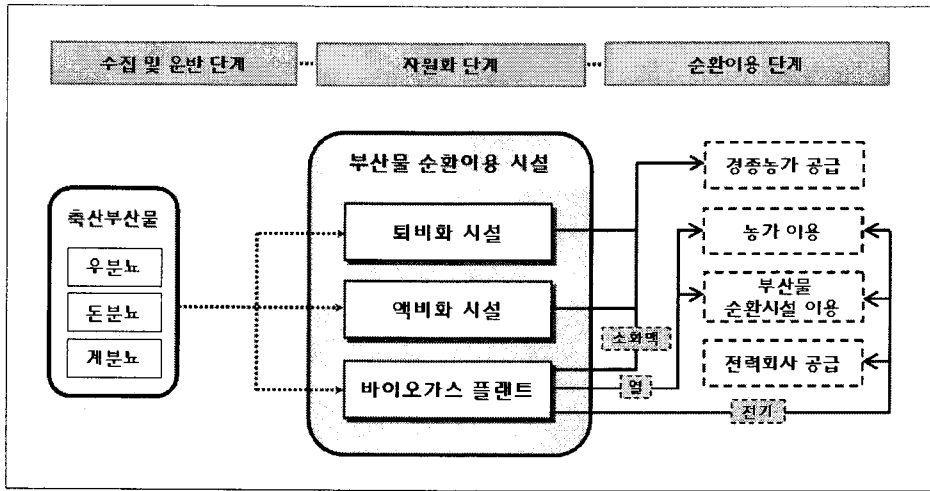 수집 및 운반 단계
자원화 단계
순환이용 단계
부산물 순환이용 시설
경종농가 공급
축산부산물
퇴비화 시설
농가 이용
우분뇨
부산물
순환시설 이용
돈분뇨
액비화 시설
소화액
계분뇨
전력회사 공급
바이오가스 플랜트
열
전기